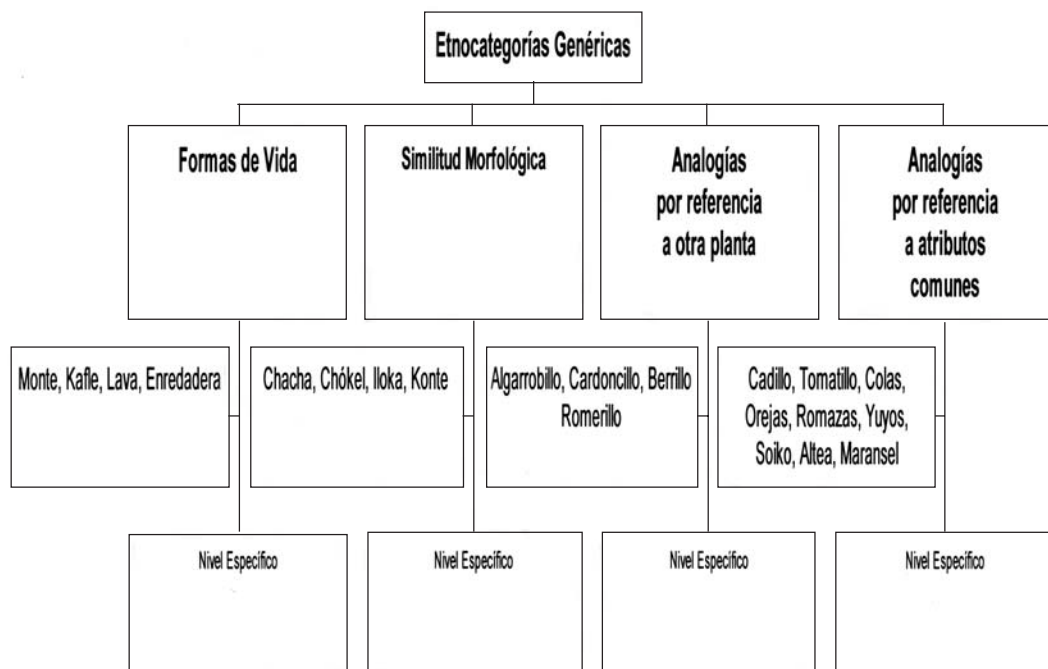 Etnocategorías Genéricas
Formas de Vida
Similitud Morfológica
Analogías
por referencia
a otra planta
Analogías
por referencia
a atributos
comunes
Monte, Kafle, Lava, Enredadera
Chacha, Chókel, Iloka, Konte
Algarrobillo, Cardoncillo, Berrillo
Romerillo
Cadillo, Tomatillo, Colas,
Orejas, Romazas, Yuyos,
Soiko, Altea, Maransel
Nivel Específico
Nivel Específico
Nivel Específico
Nivel Específico